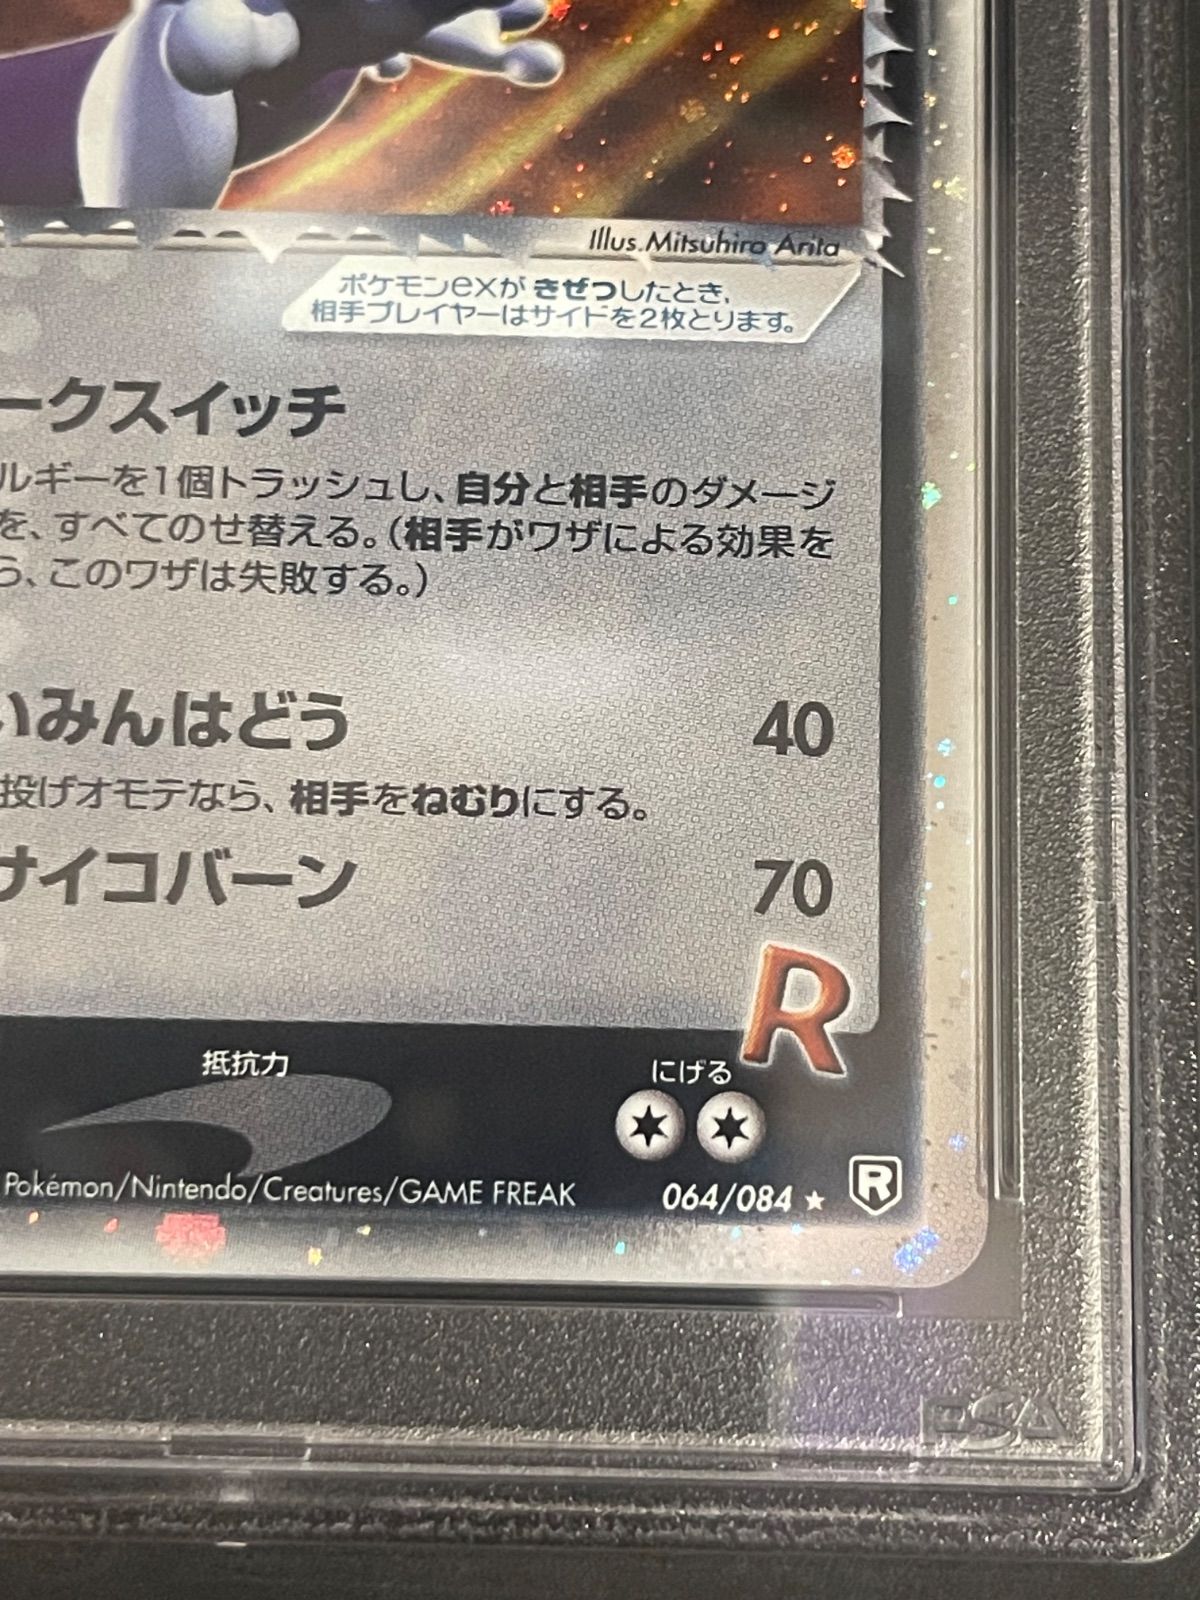 Illus.Mitsuhiro Arita
ポケモンexが きぜつしたとき、
相手プレイヤーはサイドを2枚とります。
ークスイッチ
ルギーを1個トラッシュし、自分と相手のダメージ
を、すべてのせ替える。(相手がワザによる効果を
ら、このワザは失敗する。)
いみんはどう 40
投げオモテなら、相手をねむりにする。
サイコバーン 70
R
抵抗力 にげる
Pokémon/Nintendo/Creatures/GAME FREAK 064/084 ★ R
PSA